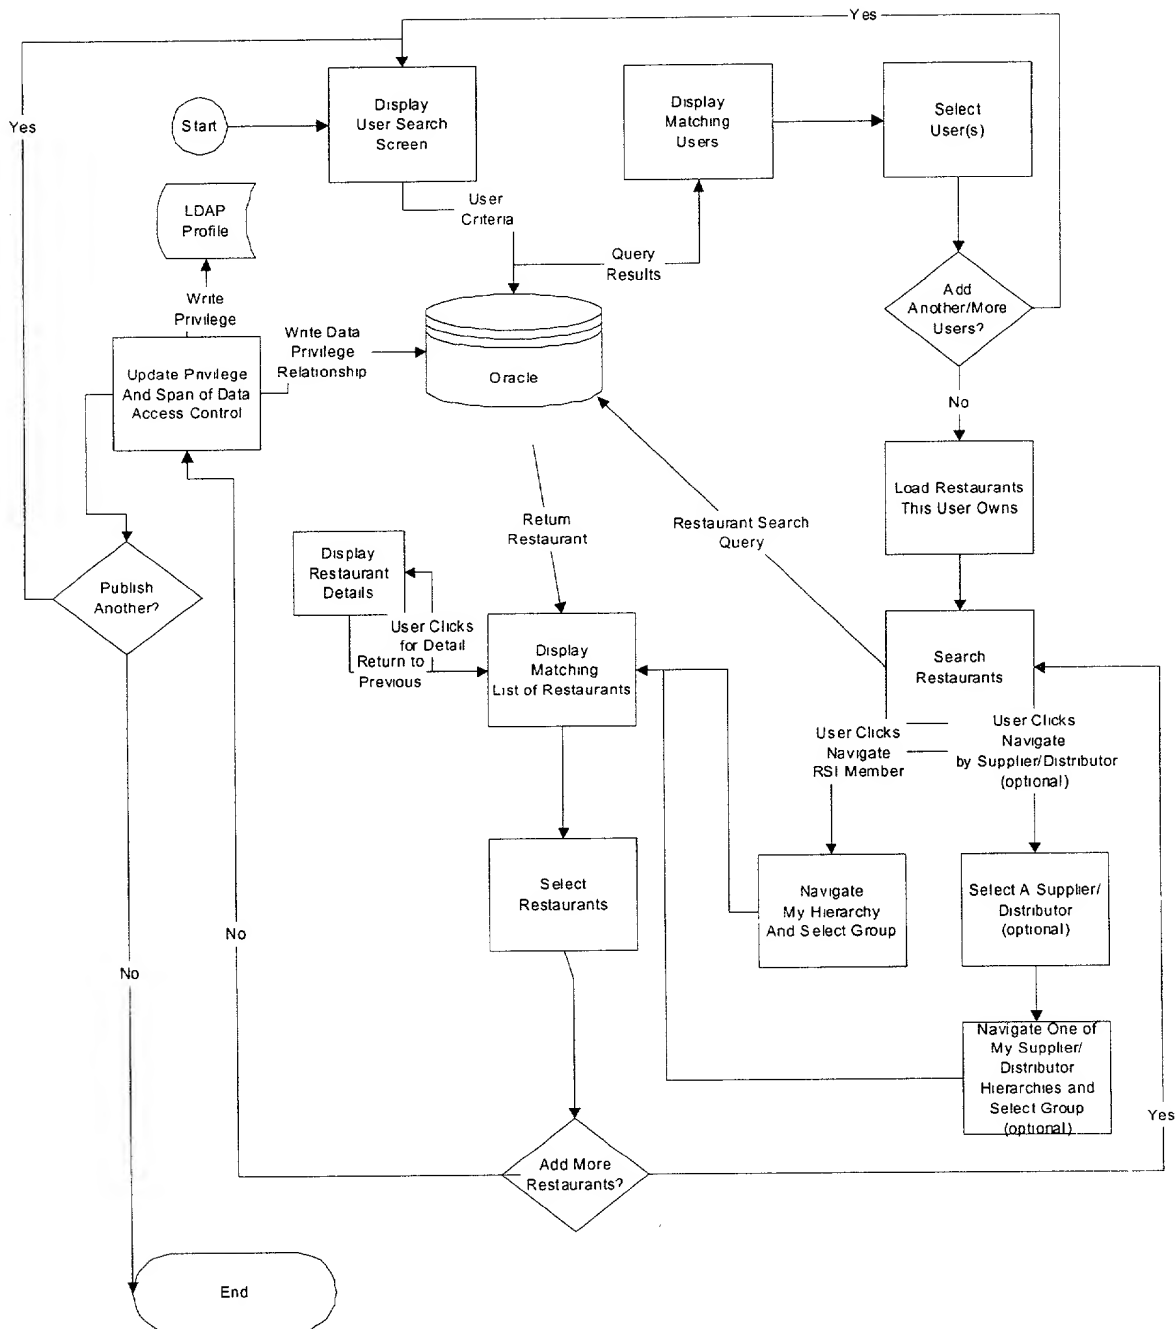 Yes
Yes
Start
Display
User Search
Screen
Display
Matching
Users
Select
User(s)
LDAP
Profile
User
Criteria
Query
Results
Add
Another/More
Users?
Write
Privilege
Write Data
Privilege
Relationship
Oracle
Update Privilege
And Span of Data
Access Control
No
Load Restaurants
This User Owns
Return
Restaurant
Restaurant Search
Query
Display
Restaurant
Details
Publish
Another?
User Clicks
for Detail
Return to
Previous
Display
Matching
List of Restaurants
Search
Restaurants
User Clicks
Navigate
RSI Member
User Clicks
Navigate
by Supplier/Distributor
(optional)
Select
Restaurants
Navigate
My Hierarchy
And Select Group
Select A Supplier/
Distributor
(optional)
No
No
Navigate One of
My Supplier/
Distributor
Hierarchies and
Select Group
(optional)
Yes
Add More
Restaurants?
End